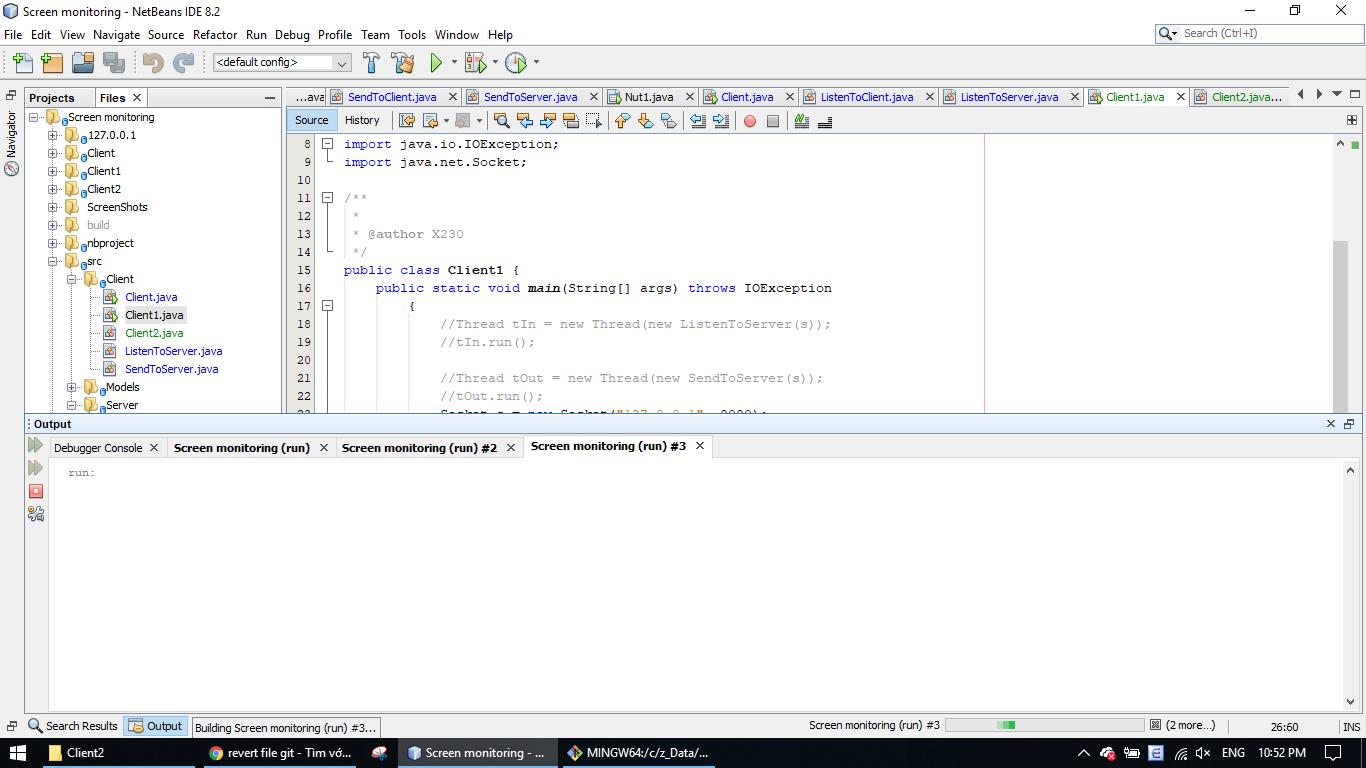 Screen monitoring - NetBeans IDE 8.2
File Edit View Navigate Source Refactor Run Debug Profile Team Tools Window Help
Search (Ctrl+I)
<default config>
Projects Files
...ava SendToClient.java SendToServer.java Nut1.java Client.java ListenToClient.java ListenToServer.java Client1.java Client2.java...
Navigator
Screen monitoring
127.0.0.1
Client
Client1
Client2
ScreenShots
build
nbproject
src
Client
Client.java
Client1.java
Client2.java
ListenToServer.java
SendToServer.java
Models
Server
Source History
8 import java.io.IOException;
9 import java.net.Socket;
10
11 /**
12 *
13 * @author X230
14 */
15 public class Client1 {
16 public static void main(String[] args) throws IOException
17 {
18 //Thread tIn = new Thread(new ListenToServer(s));
19 //tIn.run();
20
21 //Thread tOut = new Thread(new SendToServer(s));
22 //tOut.run();
Output
Debugger Console Screen monitoring (run) Screen monitoring (run) #2 Screen monitoring (run) #3
run:
Search Results Output Building Screen monitoring (run) #3... Screen monitoring (run) #3 (2 more...) 26:60 INS
Client2 revert file git - Tìm vớ... Screen monitoring - ... MINGW64:/c/z_Data/... ENG 10:52 PM